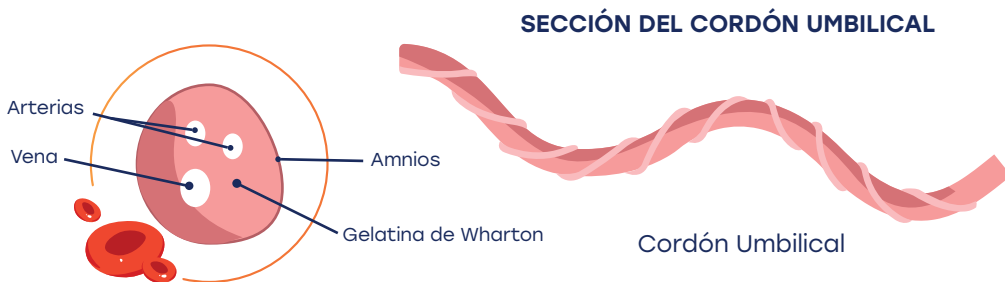 SECCIÓN DEL CORDÓN UMBILICAL
Arterias
Vena
Amnios
Gelatina de Wharton
Cordón Umbilical